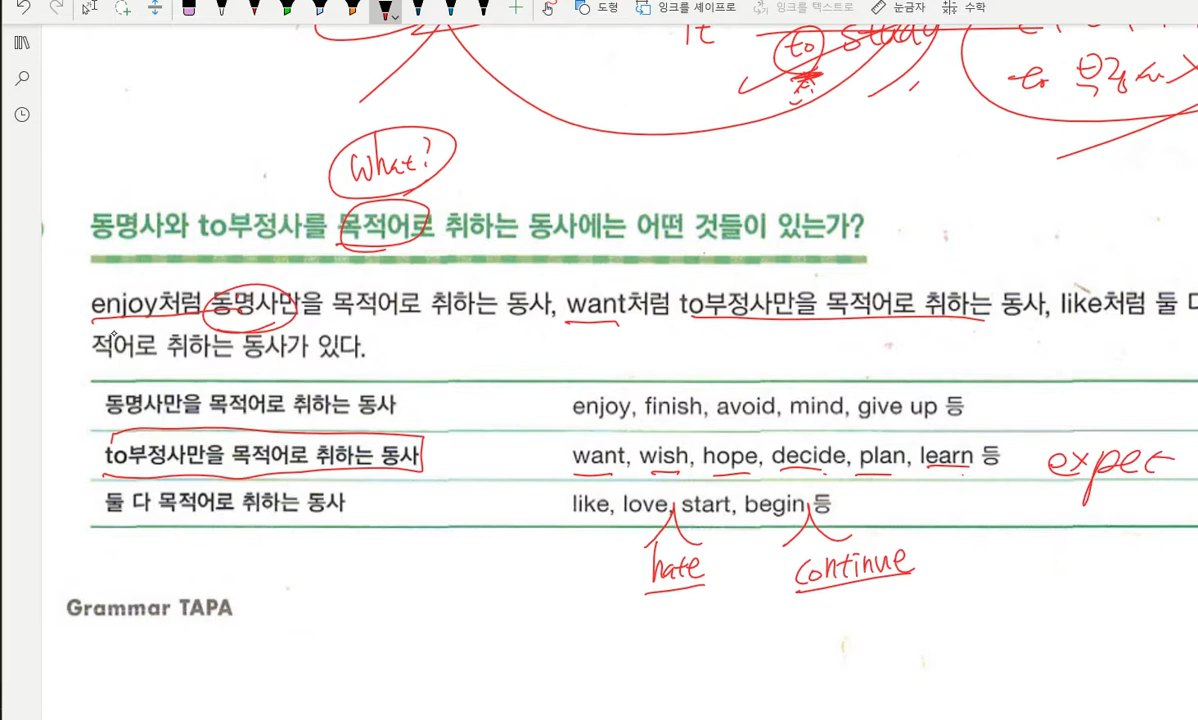 도형 잉크를 셰이프로 잉크를 텍스트로 눈금자 수학
It to study
to
What?
동명사와 to부정사를 목적어로 취하는 동사에는 어떤 것들이 있는가?
enjoy처럼 동명사만을 목적어로 취하는 동사, want처럼 to부정사만을 목적어로 취하는 동사, like처럼 둘 다
적어로 취하는 동사가 있다.
동명사만을 목적어로 취하는 동사 enjoy, finish, avoid, mind, give up 등
to부정사만을 목적어로 취하는 동사 want, wish, hope, decide, plan, learn 등 expec
둘 다 목적어로 취하는 동사 like, love, start, begin 등
hate continue
Grammar TAPA